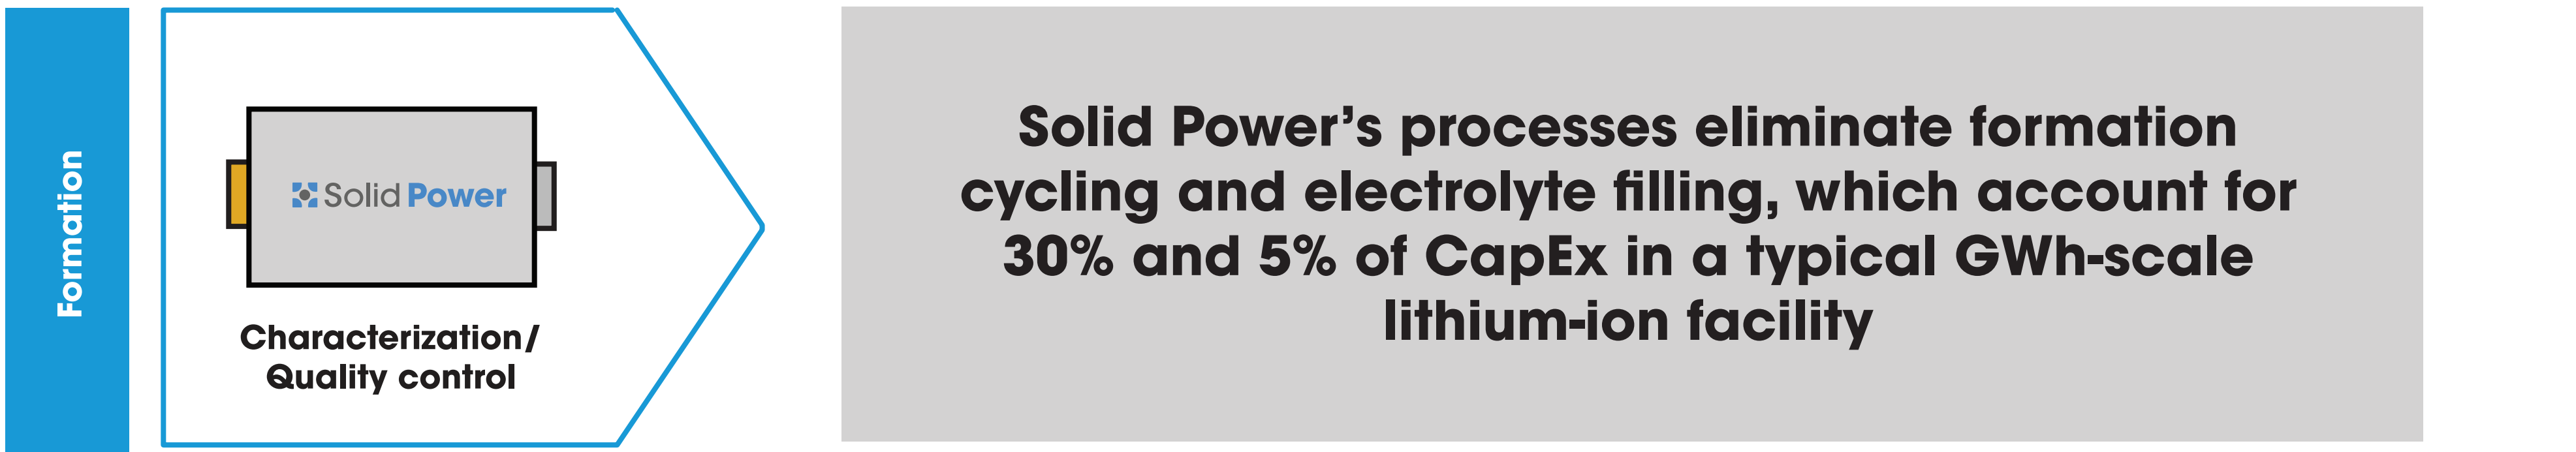 Formation
Solid Power
Characterization/
Quality control
Solid Power’s processes eliminate formation
cycling and electrolyte filling, which account for
30% and 5% of CapEx in a typical GWh-scale
lithium-ion facility